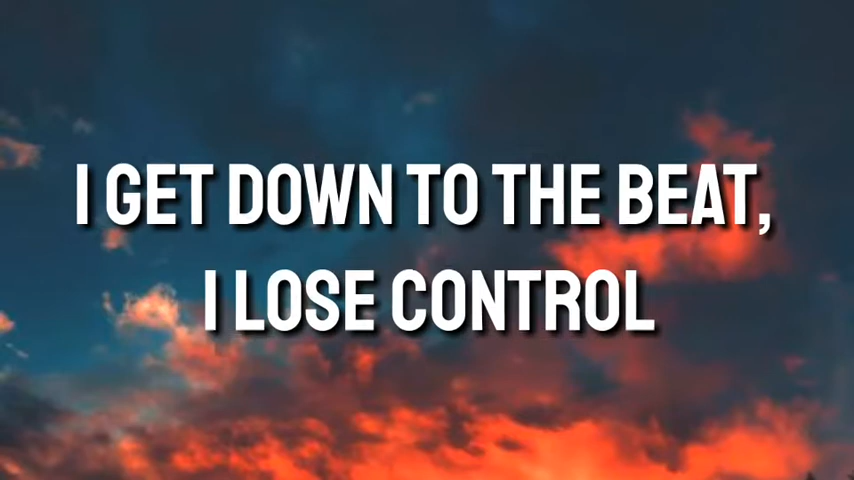 I GET DOWN TO THE BEAT,
I LOSE CONTROL